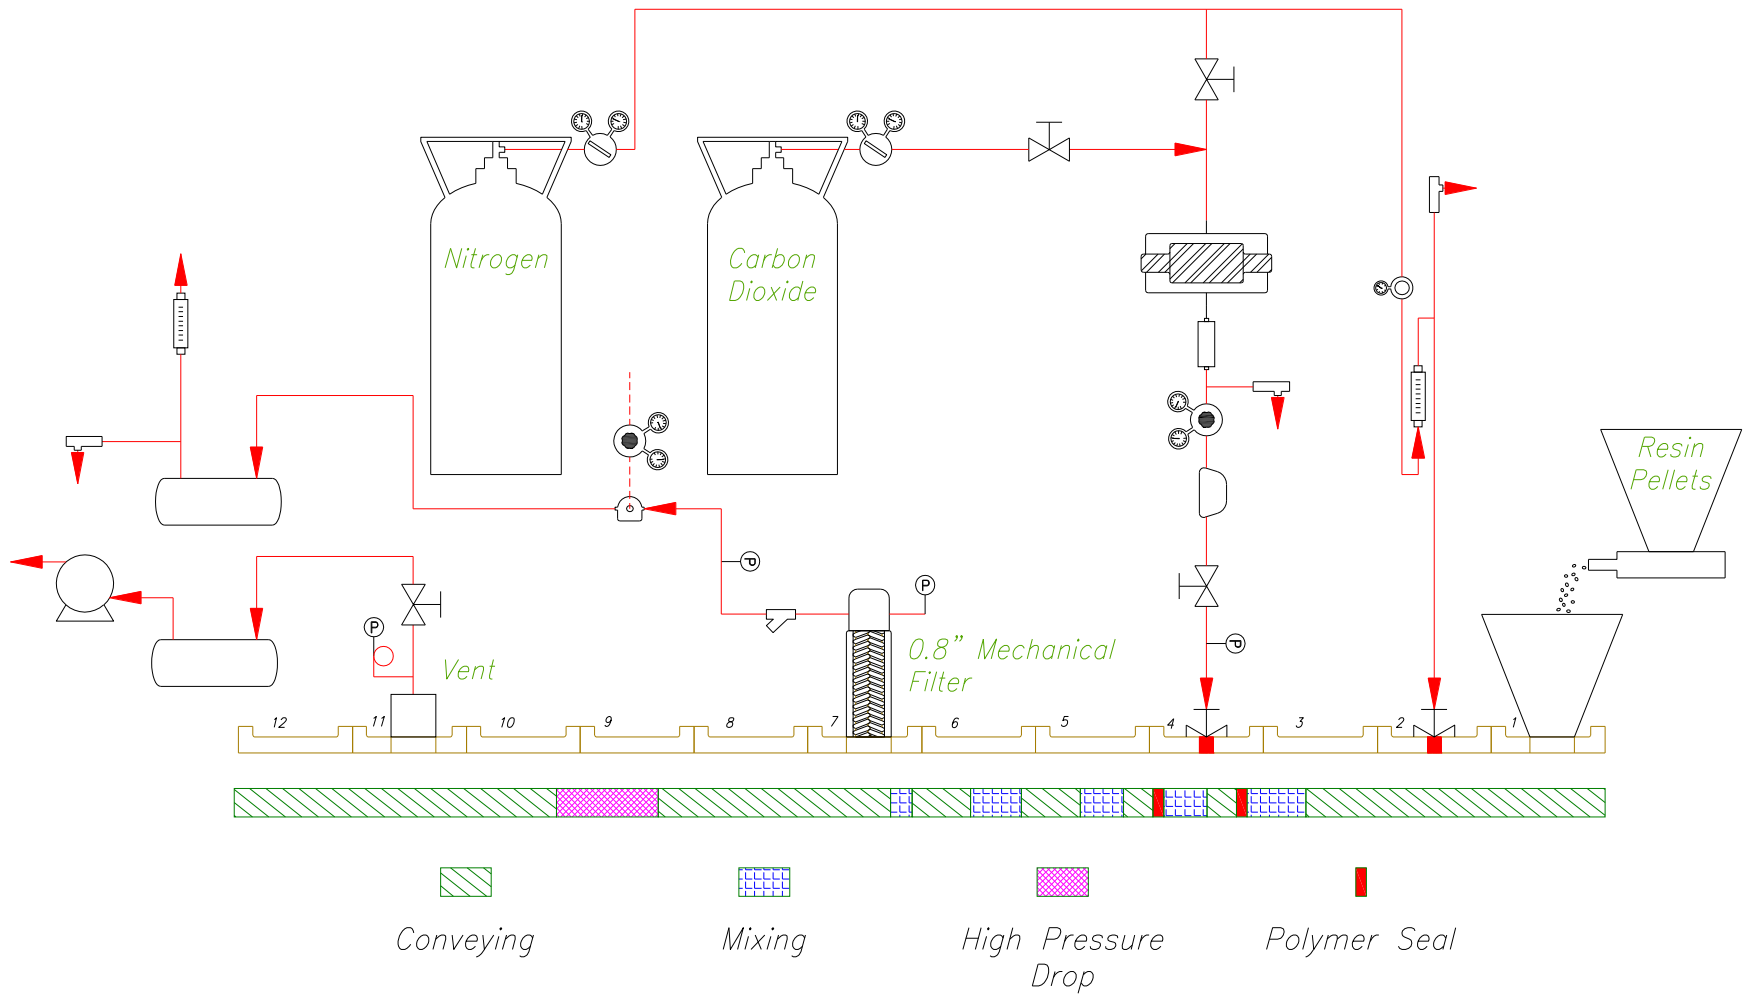 Nitrogen
Carbon
Dioxide
Resin
Pellets
P
P
P
P
0.8” Mechanical
Filter
Vent
12
11
10
9
8
7
6
5
4
3
2
1
Conveying
Mixing
High Pressure
Drop
Polymer Seal